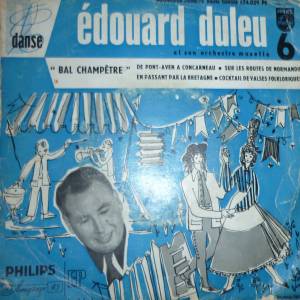 édouard duleu
danse
et son orchestre musette
6
" BAL CHAMPÊTRE "
DE PONT-AVEN A CONCARNEAU • SUR LES ROUTES DE NORMANDIE
EN PASSANT PAR LA BRETAGNE • COCKTAIL DE VALSES FOLKLORIQUES
PHILIPS